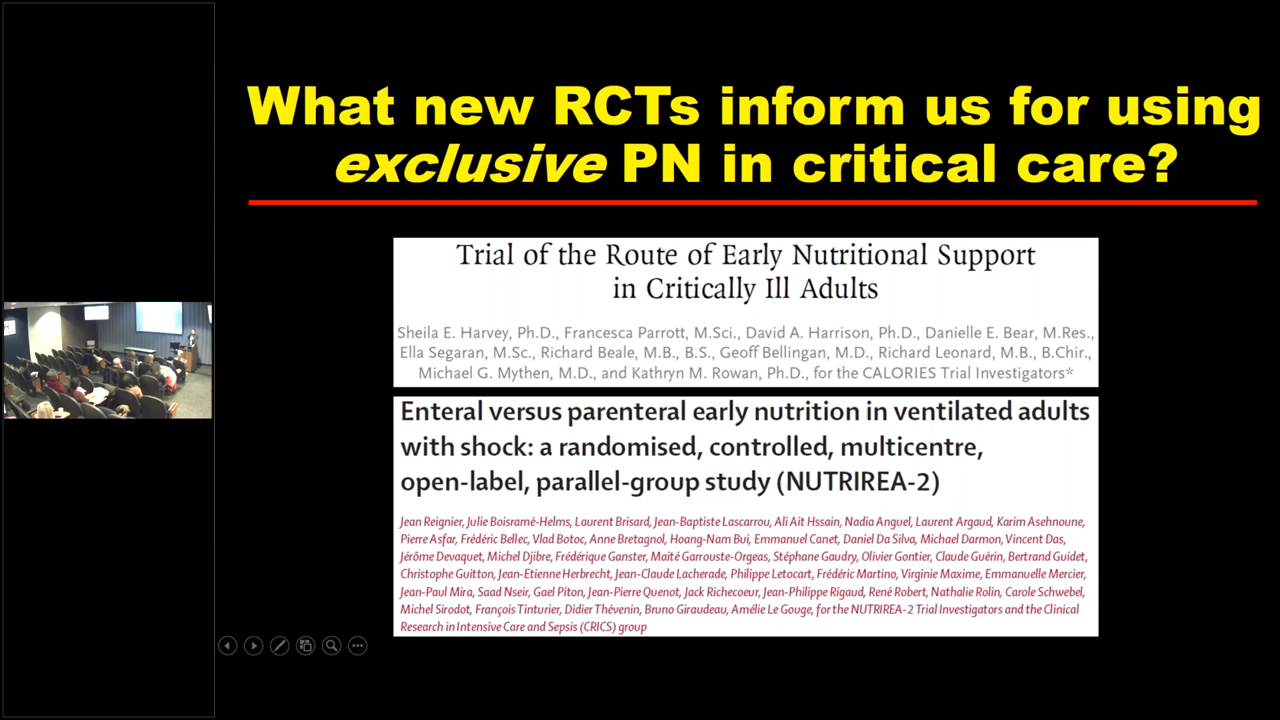 What new RCTs inform us for using
exclusive PN in critical care?
Trial of the Route of Early Nutritional Support
in Critically Ill Adults
Sheila E. Harvey, Ph.D., Francesca Parrott, M.Sci., David A. Harrison, Ph.D., Danielle E. Bear, M.Res.,
Ella Segaran, M.Sc., Richard Beale, M.B., B.S., Geoff Bellingan, M.D., Richard Leonard, M.B., B.Chir.,
Michael G. Mythen, M.D., and Kathryn M. Rowan, Ph.D., for the CALORIES Trial Investigators*
Enteral versus parenteral early nutrition in ventilated adults
with shock: a randomised, controlled, multicentre,
open-label, parallel-group study (NUTRIREA-2)
Jean Reignier, Julie Boisramé-Helms, Laurent Brisard, Jean-Baptiste Lascarrou, Ali Ait Hssain, Nadia Anguel, Laurent Argaud, Karim Asehnoune,
Pierre Asfar, Frédéric Bellec, Vlad Botoc, Anne Bretagnol, Hoang-Nam Bui, Emmanuel Canet, Daniel Da Silva, Michael Darmon, Vincent Das,
Jérôme Devaquet, Michel Djibre, Frédérique Ganster, Maité Garrouste-Orgeas, Stéphane Gaudry, Olivier Gontier, Claude Guérin, Bertrand Guidet,
Christophe Guitton, Jean-Etienne Herbrecht, Jean-Claude Lacherade, Philippe Letocart, Frédéric Martino, Virginie Maxime, Emmanuelle Mercier,
Jean-Paul Mira, Saad Nseir, Gael Piton, Jean-Pierre Quenot, Jack Richecoeur, Jean-Philippe Rigaud, René Robert, Nathalie Rolin, Carole Schwebel,
Michel Sirodot, François Tinturier, Didier Thévenin, Bruno Giraudeau, Amélie Le Gouge, for the NUTRIREA-2 Trial Investigators and the Clinical
Research in Intensive Care and Sepsis (CRICS) group